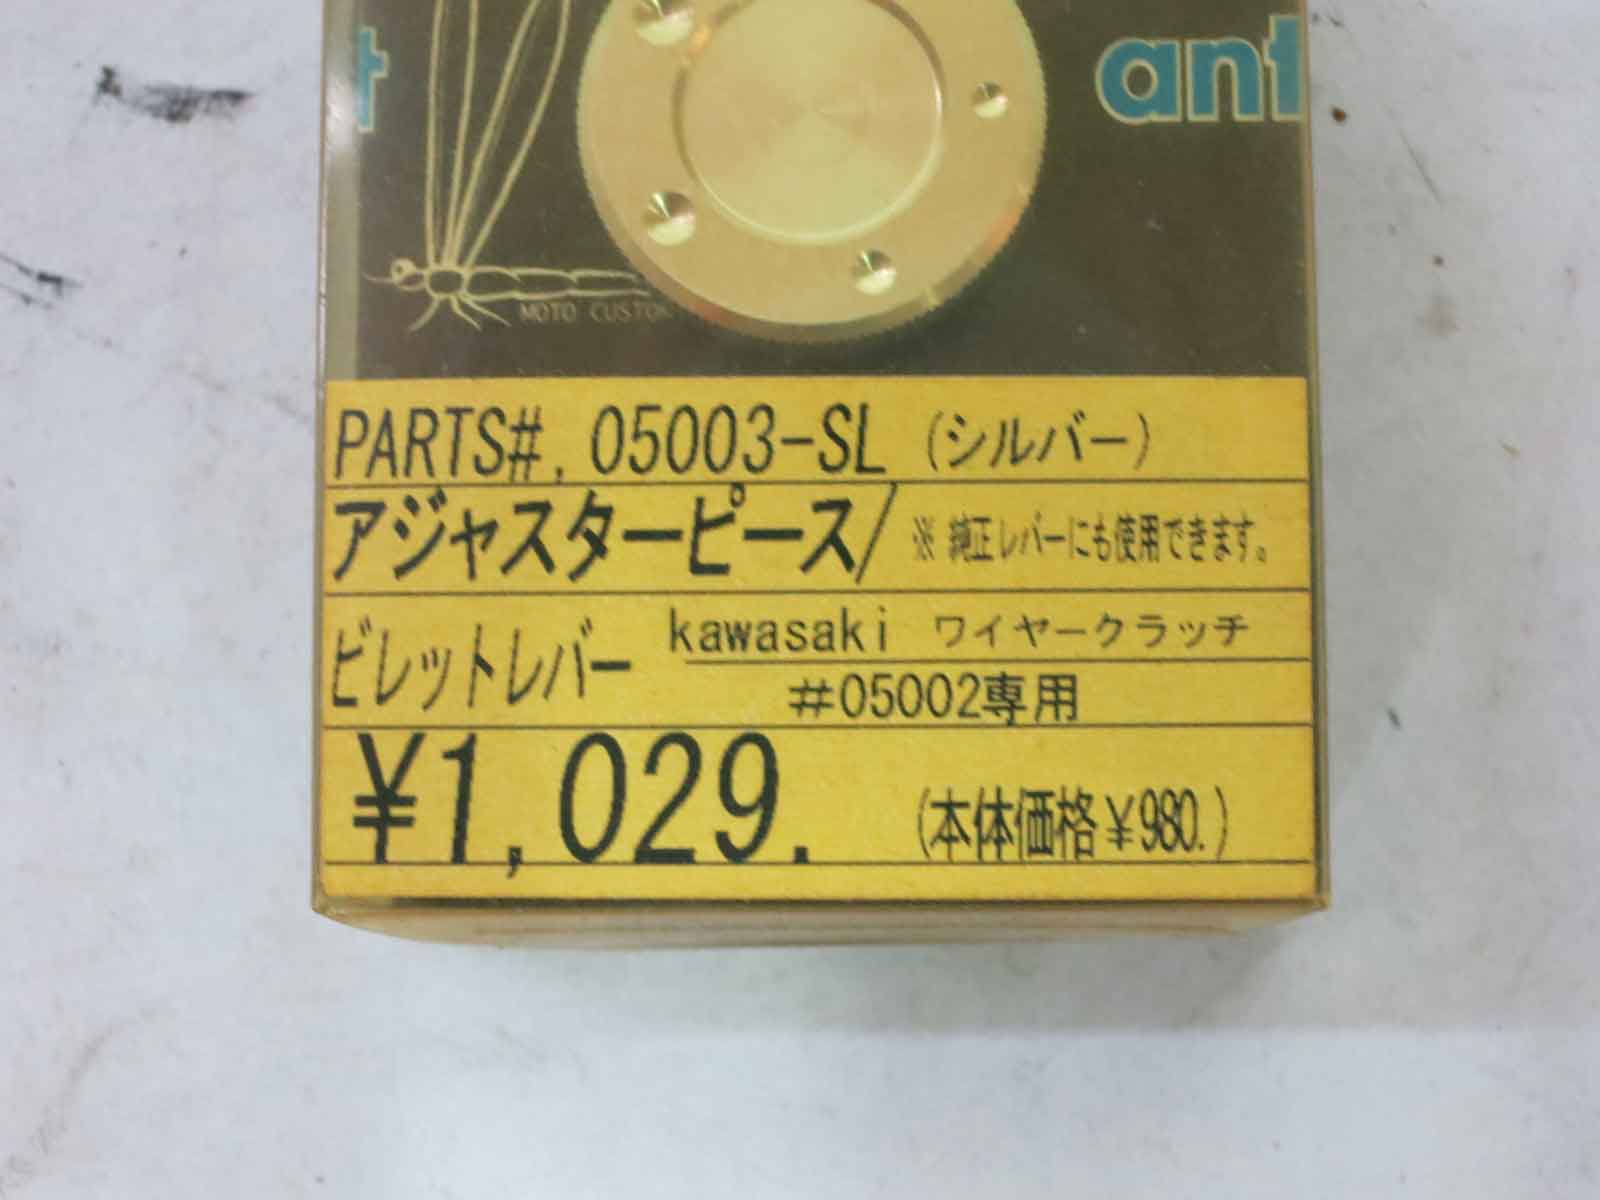 ant
MOTO CUSTOM
PARTS#. 05003-SL (シルバー)
アジャスターピース/ ※ 純正レバーにも使用できます。
ビレットレバー kawasaki ワイヤークラッチ
#05002専用
¥1,029. (本体価格¥980.)